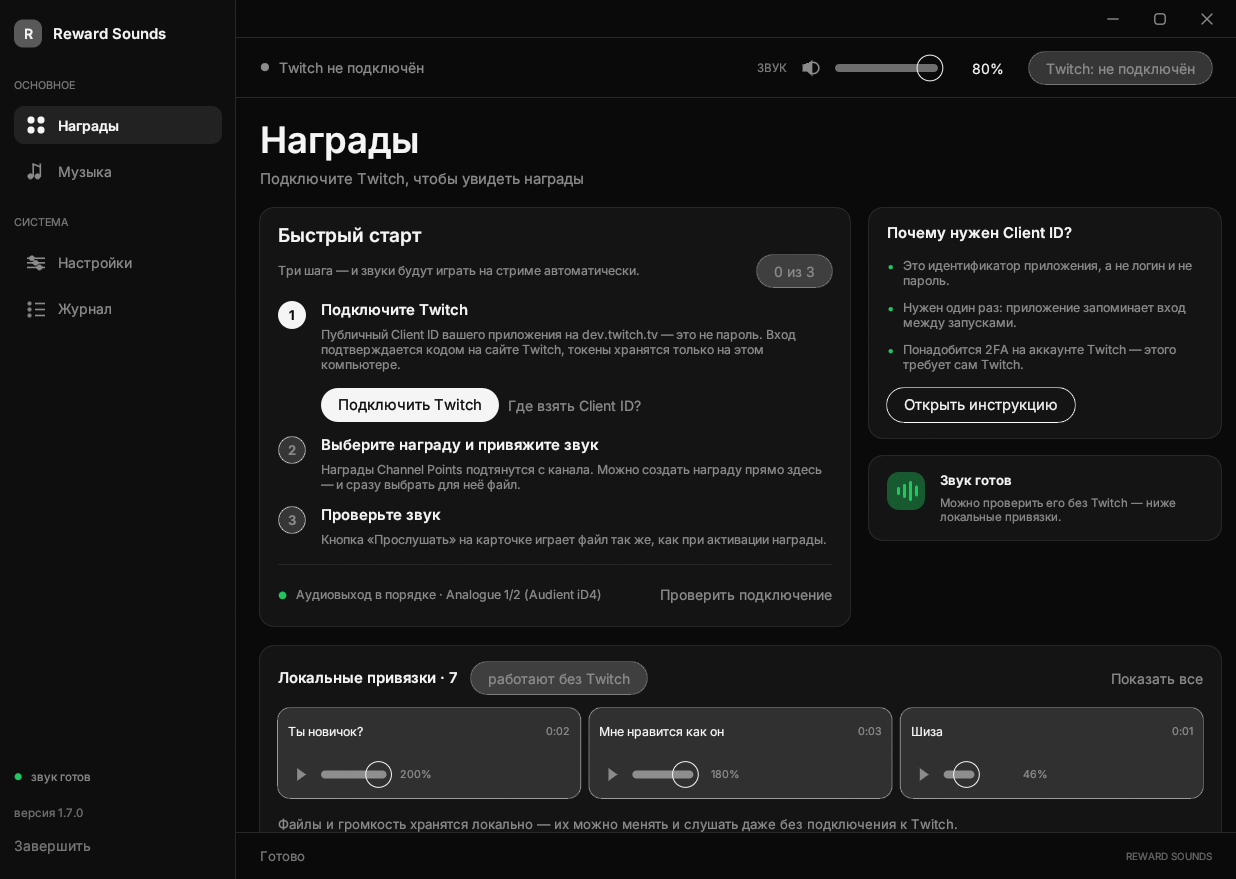 R
Reward Sounds
ОСНОВНОЕ
Награды
Музыка
СИСТЕМА
Настройки
Журнал
звук готов
версия 1.7.0
Завершить
Twitch не подключён
ЗВУК
80%
Twitch: не подключён
Награды
Подключите Twitch, чтобы увидеть награды
Быстрый старт
Три шага — и звуки будут играть на стриме автоматически.
0 из 3
1
Подключите Twitch
Публичный Client ID вашего приложения на dev.twitch.tv — это не пароль. Вход
подтверждается кодом на сайте Twitch, токены хранятся только на этом
компьютере.
Подключить Twitch
Где взять Client ID?
2
Выберите награду и привяжите звук
Награды Channel Points подтянутся с канала. Можно создать награду прямо здесь
— и сразу выбрать для неё файл.
3
Проверьте звук
Кнопка «Прослушать» на карточке играет файл так же, как при активации награды.
Аудиовыход в порядке · Analogue 1/2 (Audient iD4)
Проверить подключение
Почему нужен Client ID?
Это идентификатор приложения, а не логин и не
пароль.
Нужен один раз: приложение запоминает вход
между запусками.
Понадобится 2FA на аккаунте Twitch — этого
требует сам Twitch.
Открыть инструкцию
Звук готов
Можно проверить его без Twitch — ниже
локальные привязки.
Локальные привязки · 7
работают без Twitch
Показать все
Ты новичок?
0:02
200%
Мне нравится как он
0:03
180%
Шиза
0:01
46%
Файлы и громкость хранятся локально — их можно менять и слушать даже без подключения к Twitch.
Готово
REWARD SOUNDS